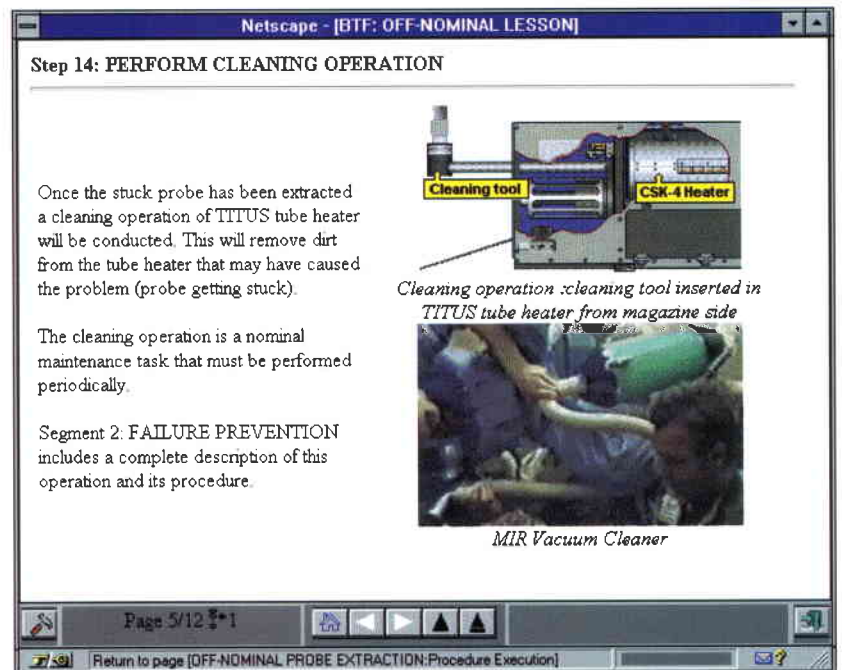 Netscape - [BTF: OFF-NOMINAL LESSON]
Step 14: PERFORM CLEANING OPERATION
Once the stuck probe has been extracted
a cleaning operation of TITUS tube heater
will be conducted. This will remove dirt
from the tube heater that may have caused
the problem (probe getting stuck).
The cleaning operation is a nominal
maintenance task that must be performed
periodically.
Segment 2: FAILURE PREVENTION
includes a complete description of this
operation and its procedure.
Cleaning tool
CSK-4 Heater
Cleaning operation :cleaning tool inserted in
TITUS tube heater from magazine side
MIR Vacuum Cleaner
Page 5/12
Return to page [OFF-NOMINAL PROBE EXTRACTION:Procedure Execution]